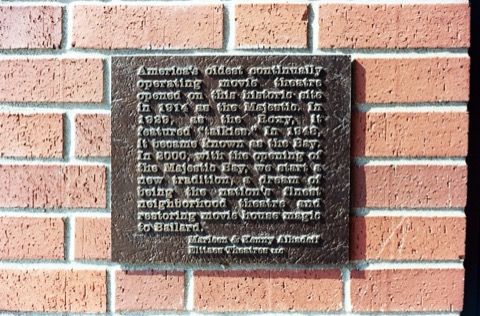 America's oldest continually
operating movie theatre
opened on this historic site
in 1914 as the Majestic. In
1929, as the Roxy, it
featured "talkies." In 1948,
it became known as the Bay.
In 2000, with the opening of
the Majestic Bay, we start a
new tradition, a dream of
being the nation's finest
neighborhood theatre and
restoring movie house magic
to Ballard.
Marleen & Kenny Alhadeff
Elttaes Theatres LLC